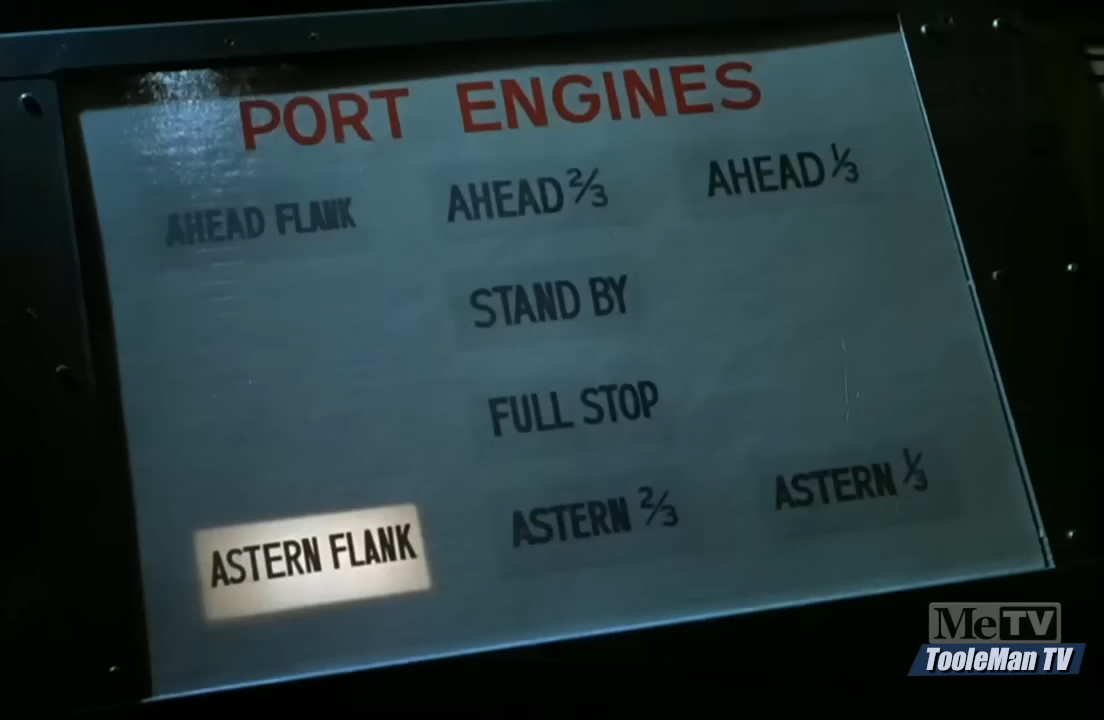 PORT ENGINES
AHEAD FLANK AHEAD 2/3 AHEAD 1/3
STAND BY
FULL STOP
ASTERN FLANK ASTERN 2/3 ASTERN 1/3
MeTV
TooleMan TV